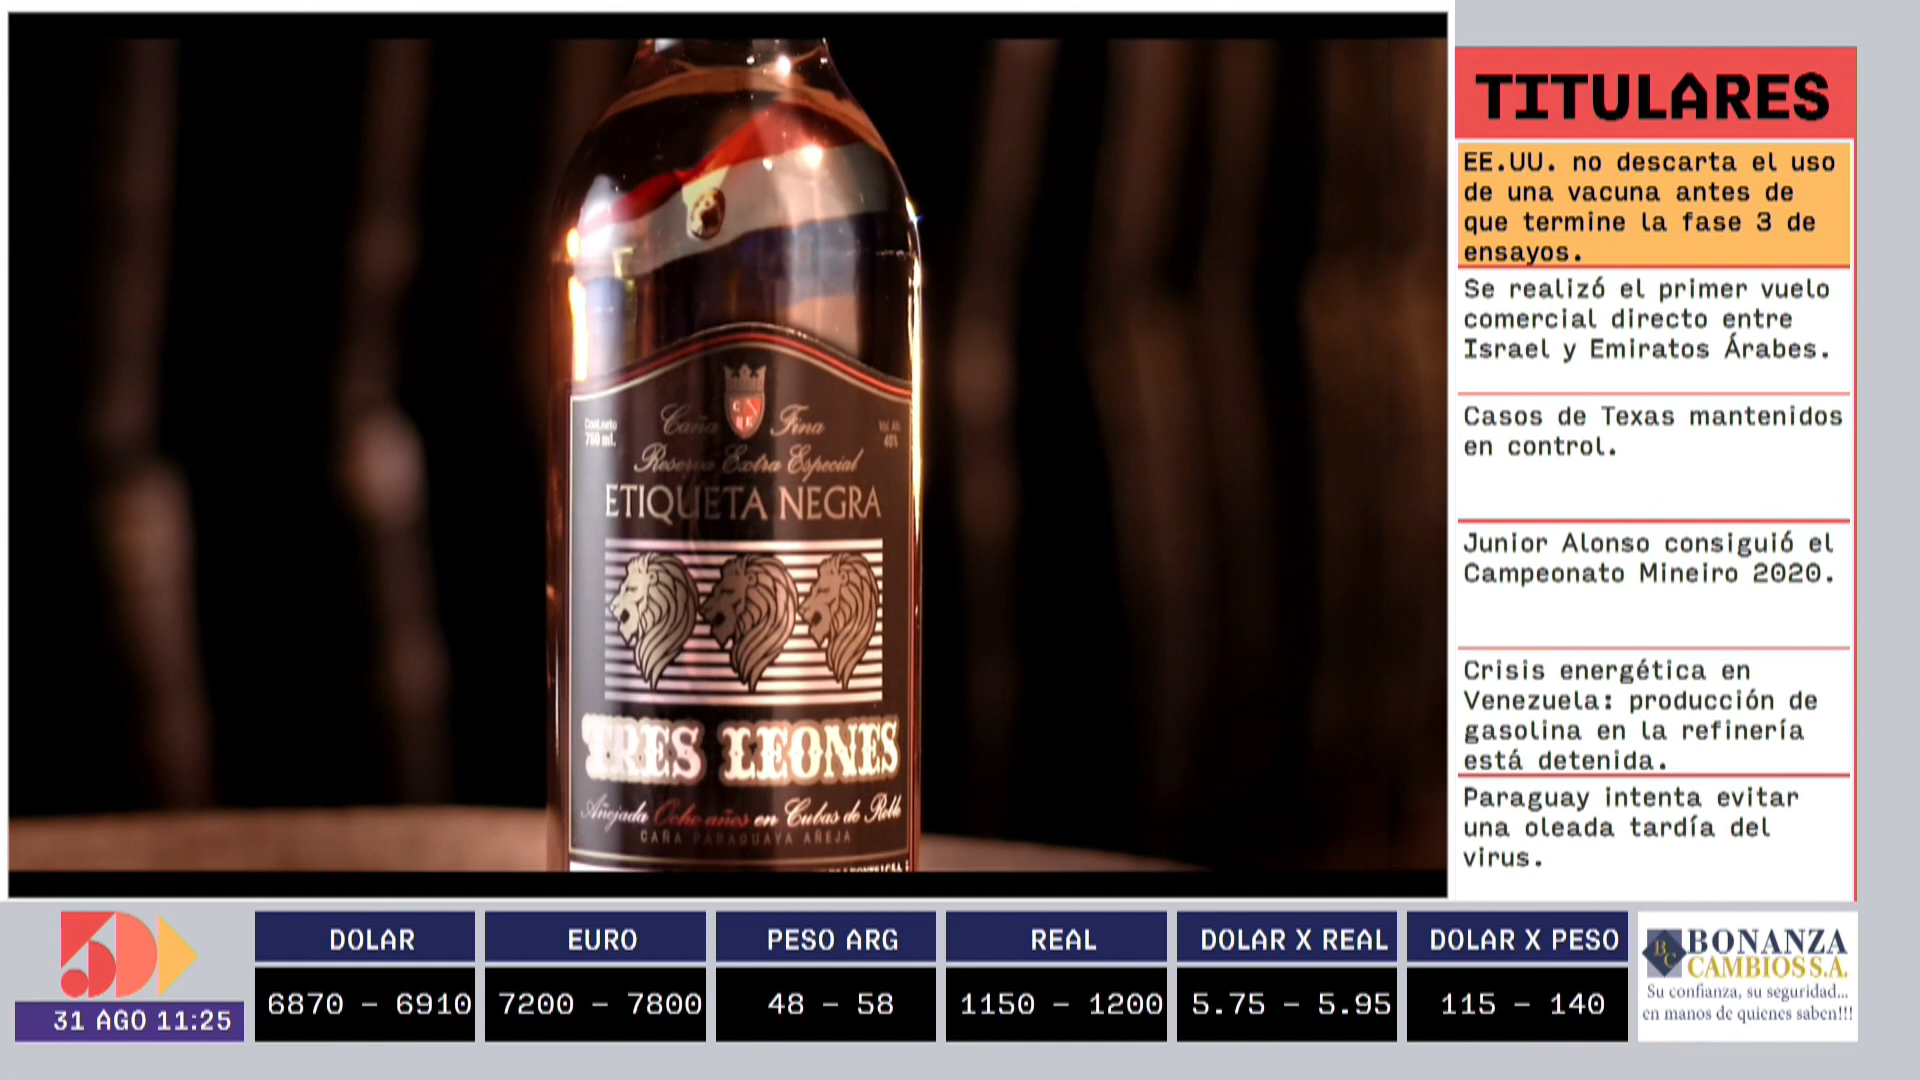 TITULARES
EE.UU. no descarta el uso
de una vacuna antes de
que termine la fase 3 de
ensayos.
Se realizó el primer vuelo
comercial directo entre
Israel y Emiratos Árabes.
Casos de Texas mantenidos
en control.
Junior Alonso consiguió el
Campeonato Mineiro 2020.
Crisis energética en
Venezuela: producción de
gasolina en la refinería
está detenida.
Paraguay intenta evitar
una oleada tardía del
virus.
Caña Fina
Cont. neto
750 ml.
Vol. Alc.
40%
Reserva Extra Especial
ETIQUETA NEGRA
TRES LEONES
Añejada Ocho años en Cubas de Roble
CAÑA PARAGUAYA AÑEJA
5D
31 AGO 11:25
DOLAR
6870 - 6910
EURO
7200 - 7800
PESO ARG
48 - 58
REAL
1150 - 1200
DOLAR X REAL
5.75 - 5.95
DOLAR X PESO
115 - 140
BC
BONANZA
CAMBIOS S.A.
Su confianza, su seguridad...
en manos de quienes saben!!!